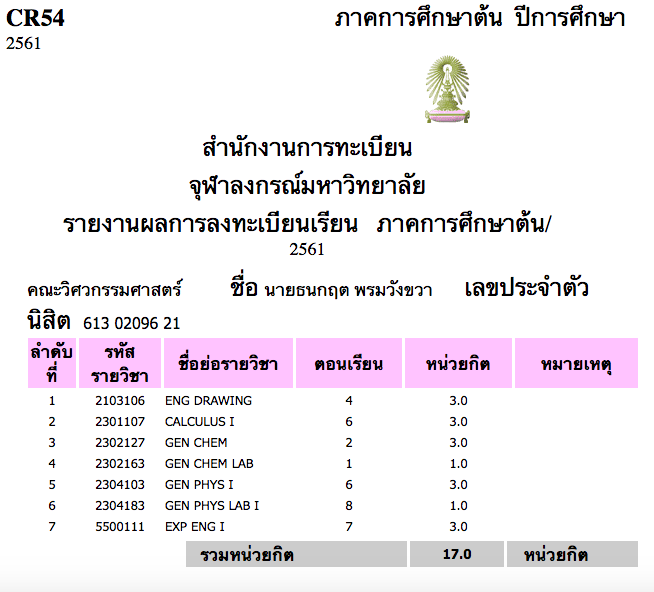 CR54 ภาคการศึกษาต้น ปีการศึกษา
2561
สำนักงานการทะเบียน
จุฬาลงกรณ์มหาวิทยาลัย
รายงานผลการลงทะเบียนเรียน ภาคการศึกษาต้น/
2561
คณะวิศวกรรมศาสตร์ ชื่อ นายธนกฤต พรมวังขวา เลขประจำตัว
นิสิต 613 02096 21
ลำดับ รหัส ชื่อย่อรายวิชา ตอนเรียน หน่วยกิต หมายเหตุ
ที่ รายวิชา
1 2103106 ENG DRAWING 4 3.0
2 2301107 CALCULUS I 6 3.0
3 2302127 GEN CHEM 2 3.0
4 2302163 GEN CHEM LAB 1 1.0
5 2304103 GEN PHYS I 6 3.0
6 2304183 GEN PHYS LAB I 8 1.0
7 5500111 EXP ENG I 7 3.0
รวมหน่วยกิต 17.0 หน่วยกิต